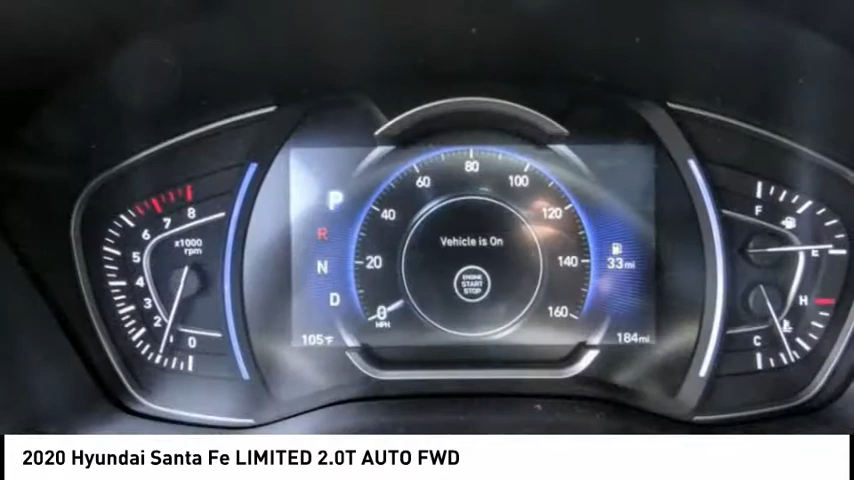 80
60
100
40
120
20
140
0
160
MPH
Vehicle is On
ENGINE
START
STOP
P
R
N
D
105°F
33mi
184mi
8
7
6
5
4
3
2
0
x1000
rpm
F
E
H
C
2020 Hyundai Santa Fe LIMITED 2.0T AUTO FWD